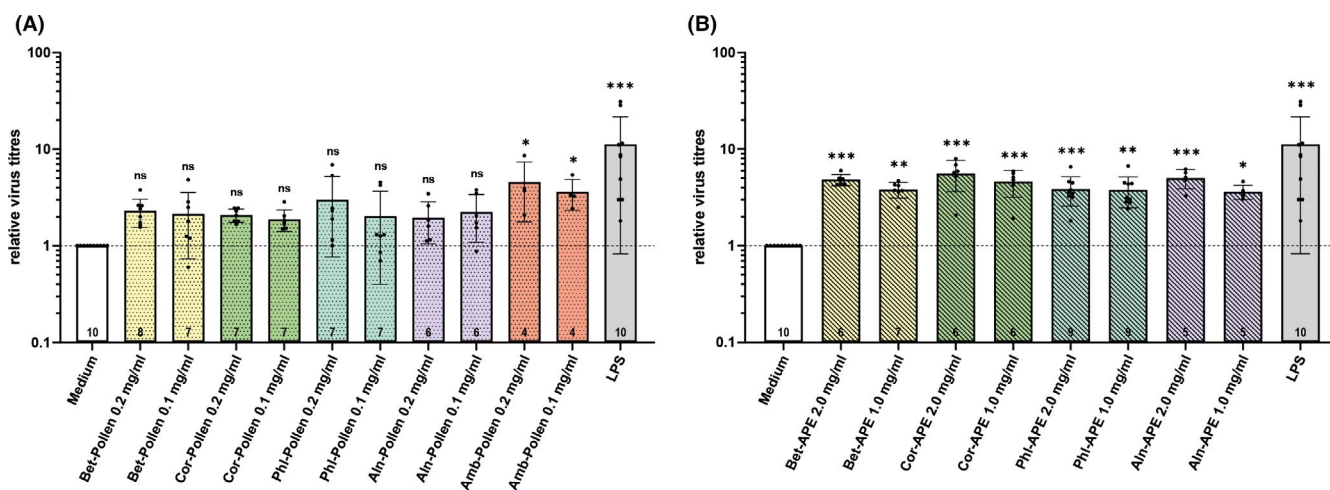 (A)
relative virus titres
100
10
1
0.1
ns
ns
ns
ns
ns
ns
ns
ns
*
*
***
10
8
7
7
7
7
7
6
6
4
4
10
Medium
Bet-Pollen 0.2 mg/ml
Bet-Pollen 0.1 mg/ml
Cor-Pollen 0.2 mg/ml
Cor-Pollen 0.1 mg/ml
Phl-Pollen 0.2 mg/ml
Phl-Pollen 0.1 mg/ml
Aln-Pollen 0.2 mg/ml
Aln-Pollen 0.1 mg/ml
Amb-Pollen 0.2 mg/ml
Amb-Pollen 0.1 mg/ml
LPS
(B)
relative virus titres
100
10
1
0.1
***
**
***
***
***
**
***
*
***
10
6
7
6
6
9
9
5
5
10
Medium
Bet-APE 2.0 mg/ml
Bet-APE 1.0 mg/ml
Cor-APE 2.0 mg/ml
Cor-APE 1.0 mg/ml
Phl-APE 2.0 mg/ml
Phl-APE 1.0 mg/ml
Aln-APE 2.0 mg/ml
Aln-APE 1.0 mg/ml
LPS